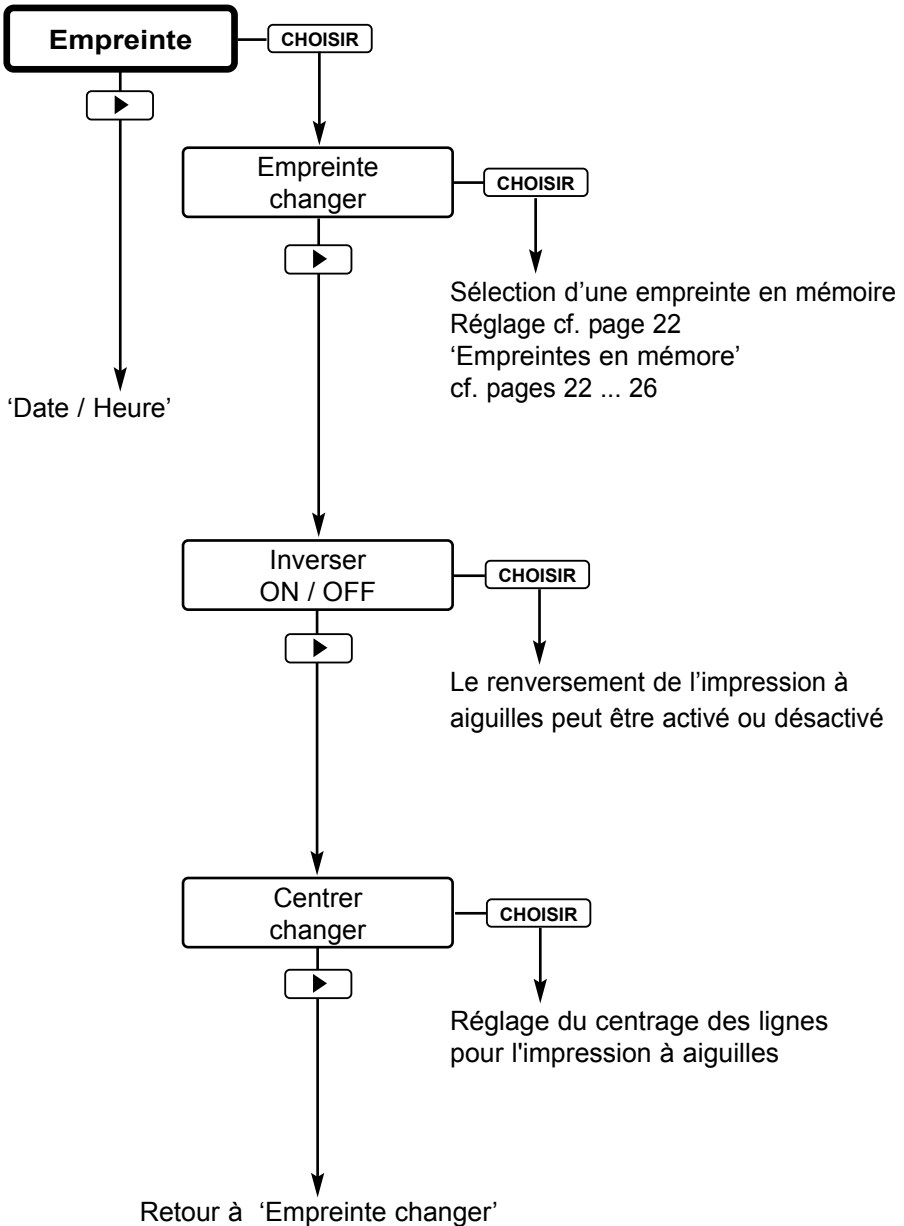 Empreinte
CHOISIR
Empreinte
changer
CHOISIR
Sélection d’une empreinte en mémoire
Réglage cf. page 22
‘Empreintes en mémore’
cf. pages 22 ... 26
‘Date / Heure’
Inverser
ON / OFF
CHOISIR
Le renversement de l’impression à
aiguilles peut être activé ou désactivé
Centrer
changer
CHOISIR
Réglage du centrage des lignes
pour l'impression à aiguilles
Retour à ‘Empreinte changer’